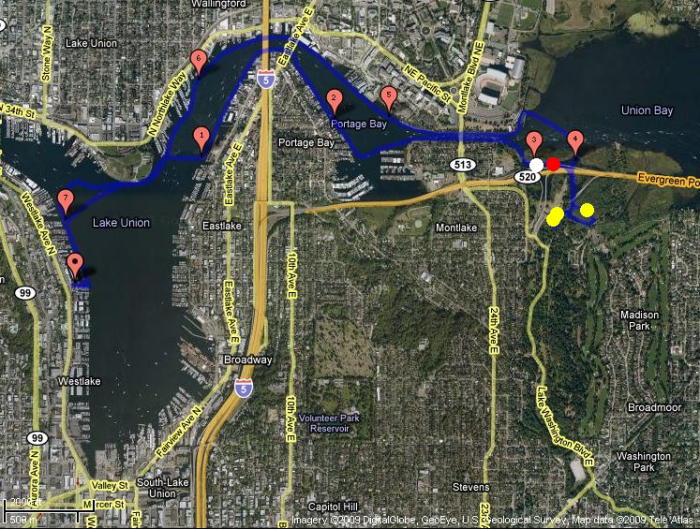 Wallingford
Lake Union
Stone Way N
N Northlake Way
N 34th St
Eastlake Ave E
NE Pacific St
Montlake Blvd NE
Union Bay
6
5
2
5
Portage Bay
1
Portage Bay
3
4
513
520
Evergreen Po
7
Westlake Ave N
Lake Union
Eastlake Ave E
Eastlake
Montlake
99
10th Ave E
24th Ave E
Madison
Park
Eastlake Ave E
Broadway
5
Westlake
Lake Washington Blvd E
Broadmoor
10th Ave E
Volunteer Park
Reservoir
99
Fairview Ave N
Aurora Ave N
Washington
Park
Valley St
South-Lake
Union
Stevens
Mercer St
Capitol Hill
500 m
Imagery ©2009 DigitalGlobe, GeoEye, U.S. Geological Survey, Map data ©2009 Tele Atlas